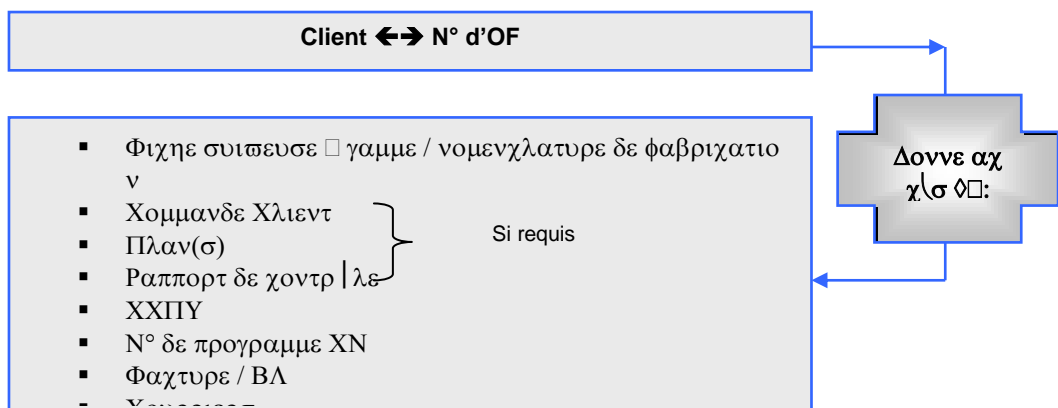 Client 🡸🡺 N° d'OF
Δοννε αχ
χ⎝σ ◊□:
▪ Φιχηε συιϖευσε □ γαμμε / νομενχλατυρε δε φαβριχατιο
ν
▪ Χομμανδε Χλιεντ
▪ Πλαν(σ)
▪ Ραππορτ δε χοντρ⏐λε
Si requis
▪ ΧΧΠΥ
▪ Ν° δε προγραμμε ΧΝ
▪ Φαχτυρε / ΒΛ